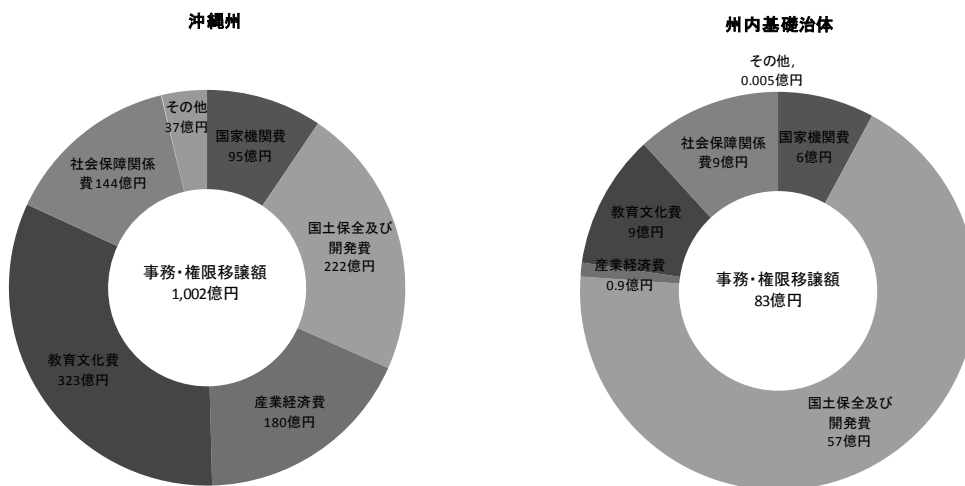 沖縄州
その他
37億円
国家機関費
95億円
社会保障関係
費144億円
国土保全及び
開発費
222億円
事務・権限移譲額
1,002億円
教育文化費
323億円
産業経済費
180億円
州内基礎治体
その他,
0.005億円
社会保障関係
費9億円
国家機関費
6億円
教育文化費
9億円
産業経済費
0.9億円
事務・権限移譲額
83億円
国土保全及び
開発費
57億円